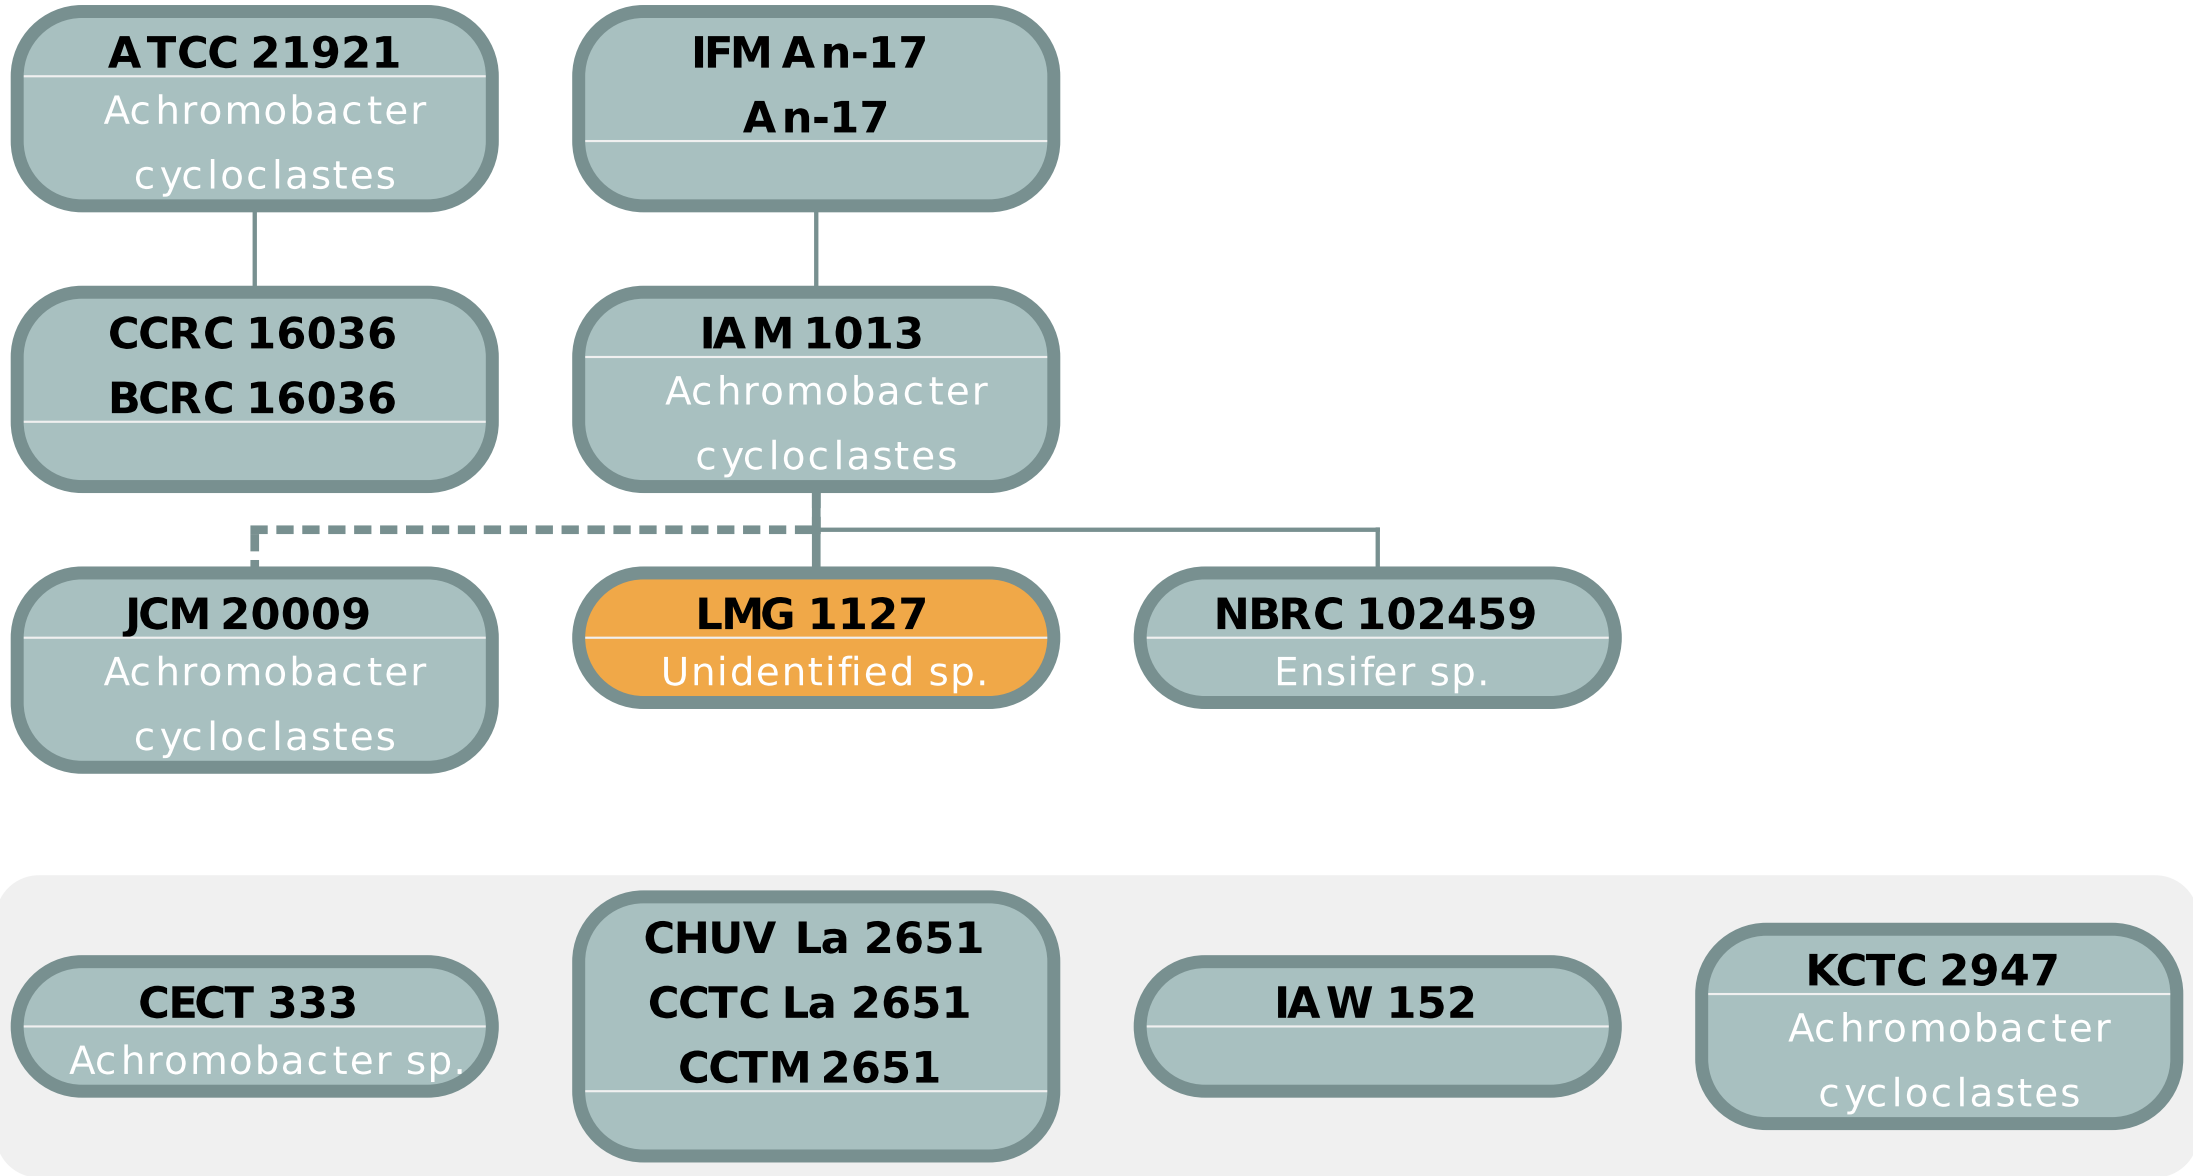 ATCC 21921
Achromobacter
cycloclastes
IFM An-17
An-17
CCRC 16036
BCRC 16036
IAM 1013
Achromobacter
cycloclastes
JCM 20009
Achromobacter
cycloclastes
LMG 1127
Unidentified sp.
NBRC 102459
Ensifer sp.
CECT 333
Achromobacter sp.
CHUV La 2651
CCTC La 2651
CCTM 2651
IAW 152
KCTC 2947
Achromobacter
cycloclastes